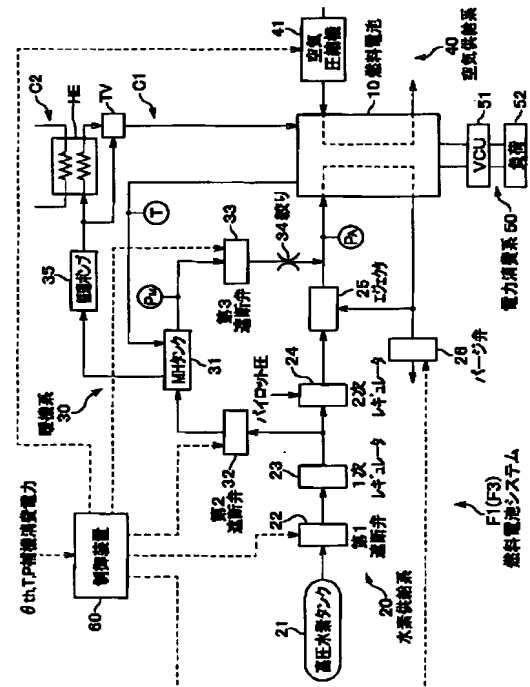 θth,T,P補機消費電力
60
制御装置
暖機系
30
35
循環ポンプ
HE
C2
TV
C1
T
PM
31
MHタンク
33
第3
遮断弁
34絞り
PA
32
第2
遮断弁
パイロット圧
41
空気
圧縮機
40
空気供給系
10 燃料電池
21
高圧水素タンク
22
第1
遮断弁
23
1次
レギュレータ
24
2次
レギュレータ
25
エジェクタ
26
パージ弁
20
水素供給系
VCU
51
負荷
52
50
電力消費系
F1(F3)
燃料電池システム